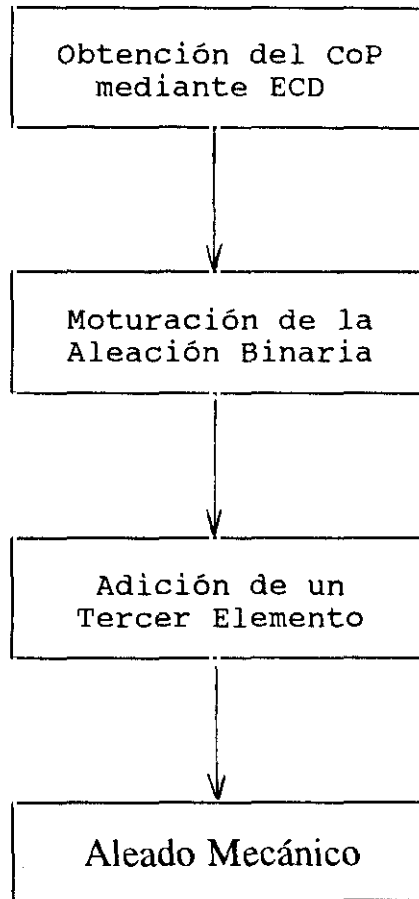 Obtención del CoP
mediante ECD
Moturación de la
Aleación Binaria
Adición de un
Tercer Elemento
Aleado Mecánico